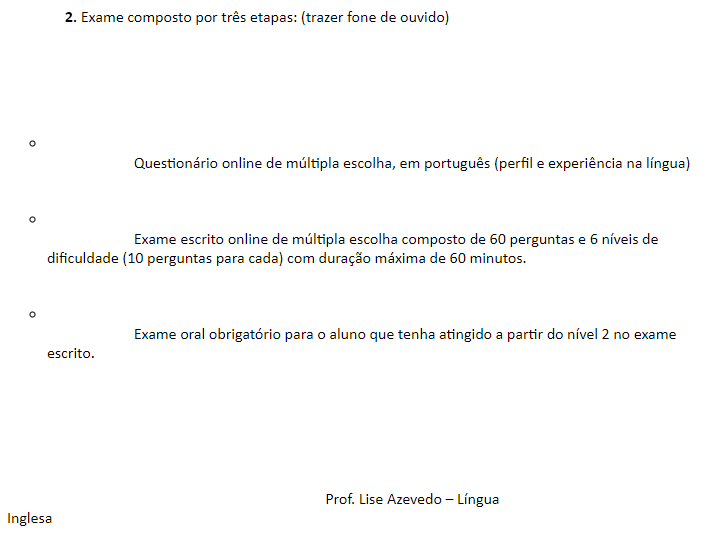 2. Exame composto por três etapas: (trazer fone de ouvido)
Questionário online de múltipla escolha, em português (perfil e experiência na língua)
Exame escrito online de múltipla escolha composto de 60 perguntas e 6 níveis de
dificuldade (10 perguntas para cada) com duração máxima de 60 minutos.
Exame oral obrigatório para o aluno que tenha atingido a partir do nível 2 no exame
escrito.
Prof. Lise Azevedo – Língua
Inglesa